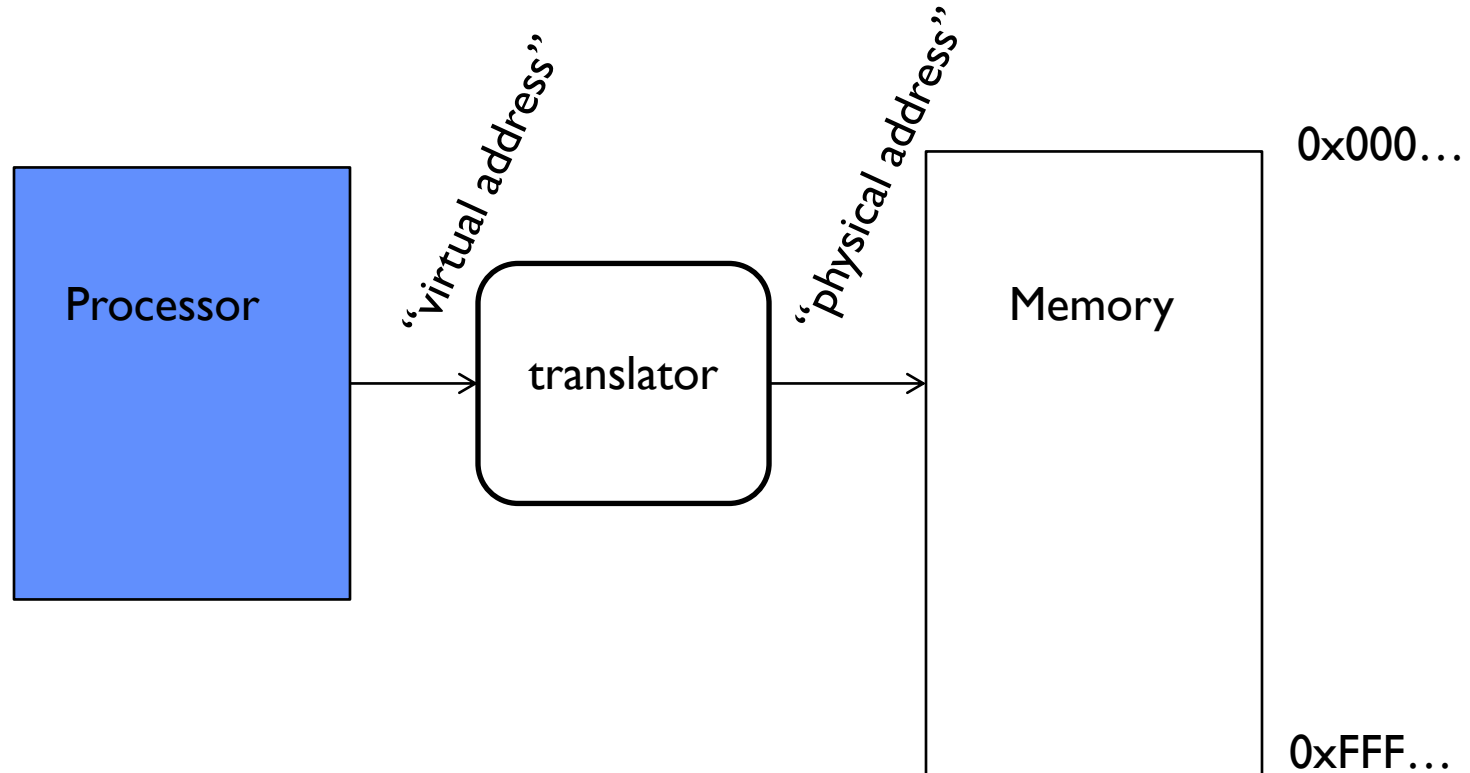 “virtual address”
“physical address”
0x000…
Processor
translator
Memory
0xFFF…